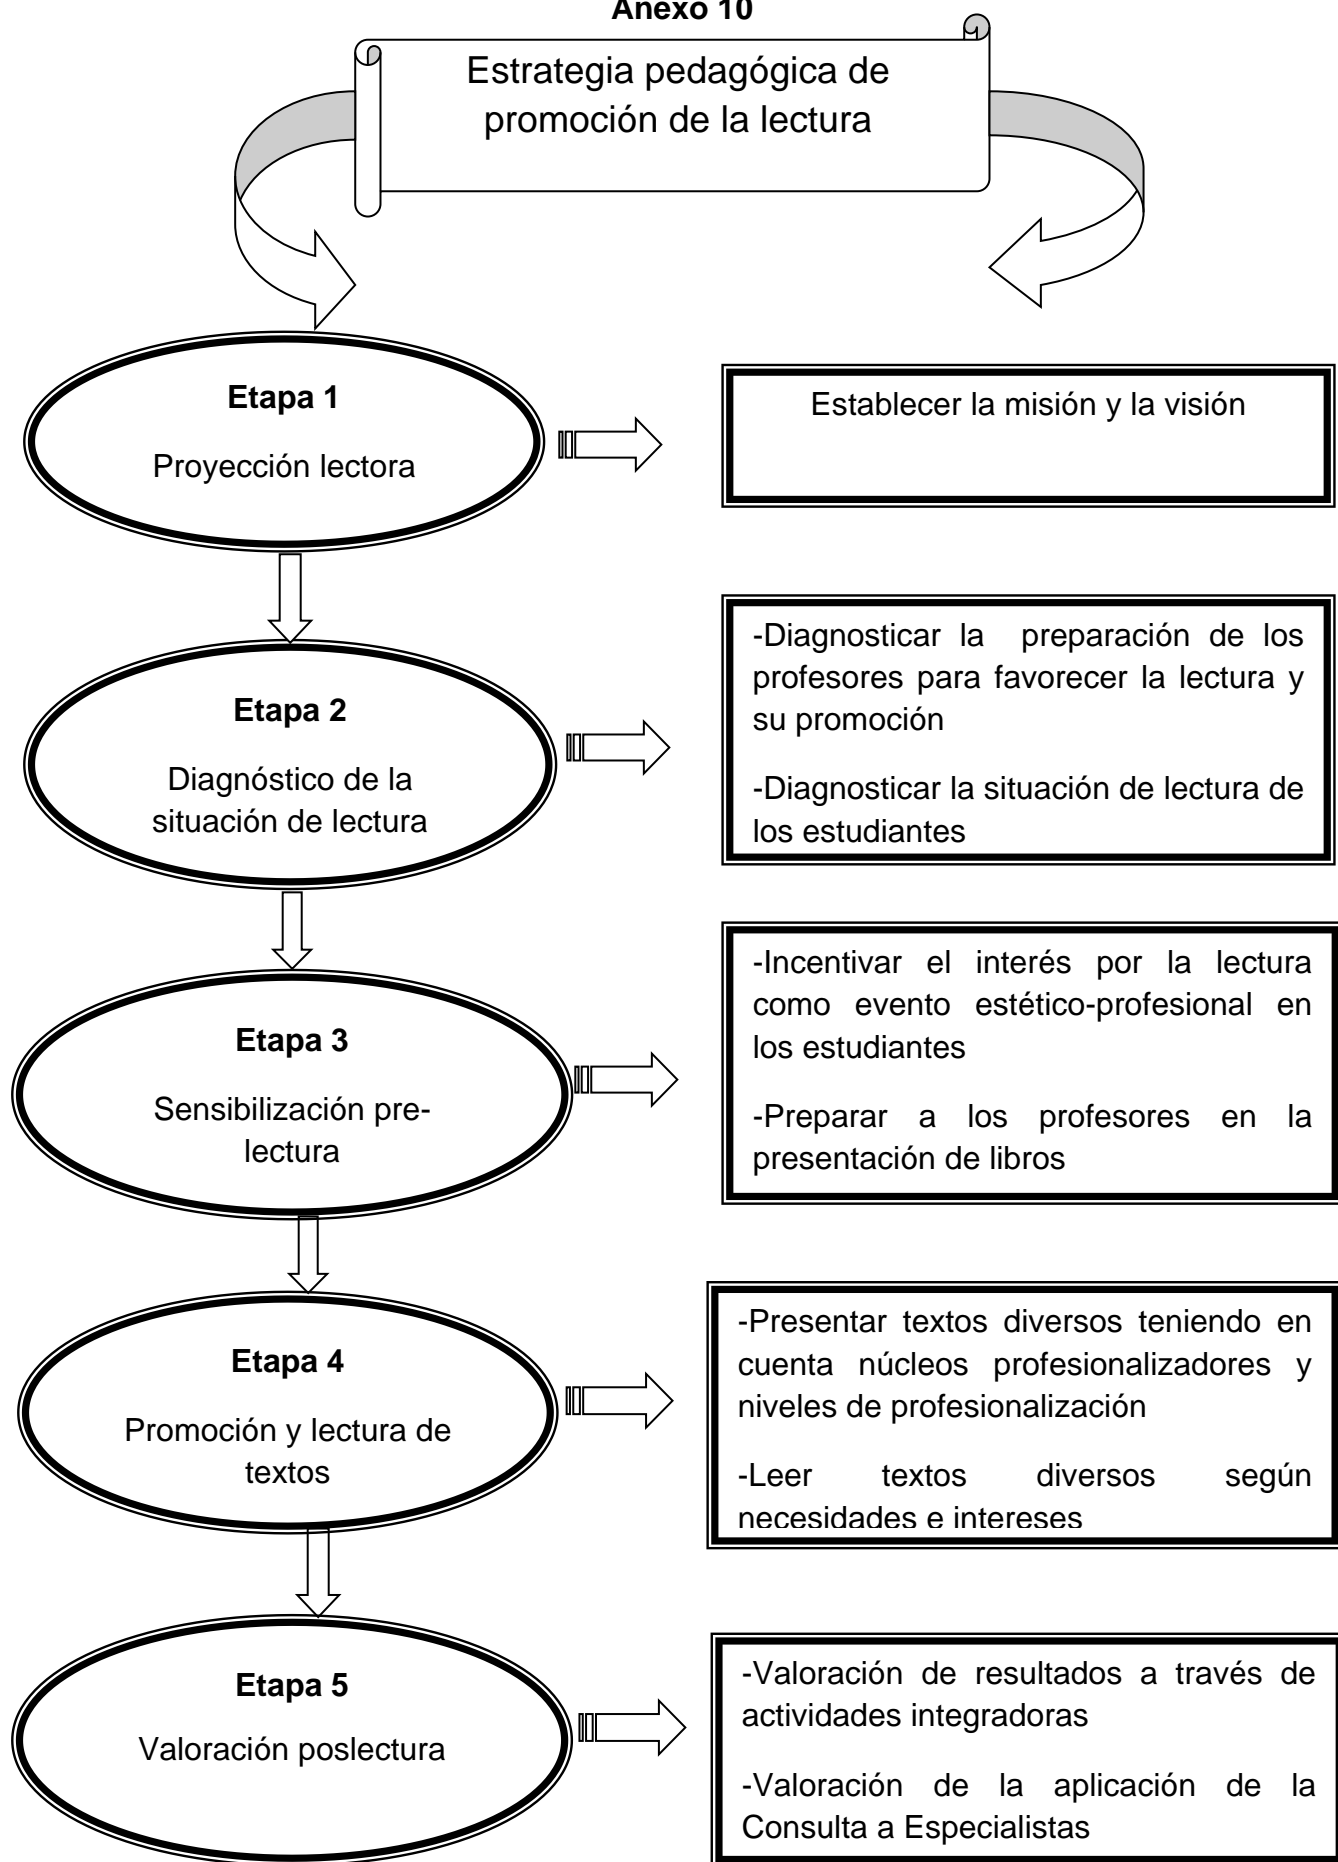 Anexo 10
Estrategia pedagógica de
promoción de la lectura
Etapa 1
Proyección lectora
Establecer la misión y la visión
Etapa 2
Diagnóstico de la
situación de lectura
-Diagnosticar la preparación de los
profesores para favorecer la lectura y
su promoción
-Diagnosticar la situación de lectura de
los estudiantes
Etapa 3
Sensibilización pre-
lectura
-Incentivar el interés por la lectura
como evento estético-profesional en
los estudiantes
-Preparar a los profesores en la
presentación de libros
Etapa 4
Promoción y lectura de
textos
-Presentar textos diversos teniendo en
cuenta núcleos profesionalizadores y
niveles de profesionalización
-Leer textos diversos según
necesidades e intereses
Etapa 5
Valoración poslectura
-Valoración de resultados a través de
actividades integradoras
-Valoración de la aplicación de la
Consulta a Especialistas